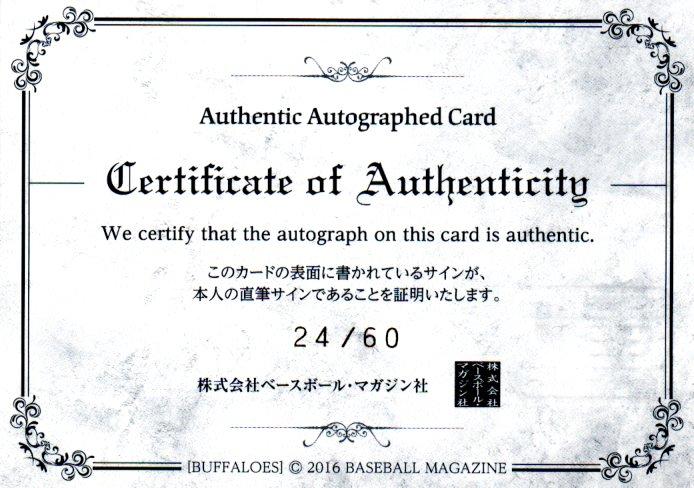 Authentic Autographed Card
Certificate of Authenticity
We certify that the autograph on this card is authentic.
このカードの表面に書かれているサインが、
本人の直筆サインであることを証明いたします。
24/60
株式会社ベースボール・マガジン社
株式会社
ベースボール・
マガジン社
[BUFFALOES] © 2016 BASEBALL MAGAZINE